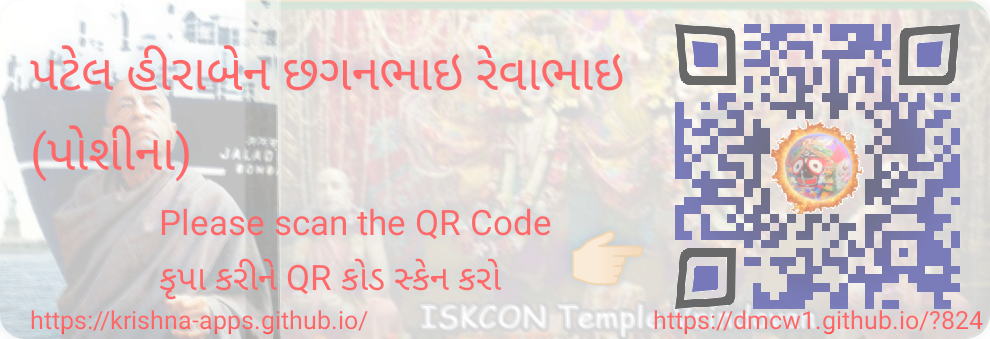 પટેલ હીરાબેન છગનભાઇ રેવાભાઇ
(પોશીના)
JALAD
Please scan the QR Code
કૃપા કરીને QR કોડ સ્કેન કરો
ISKCON Temple
https://krishna-apps.github.io/
https://dmcw1.github.io/?824